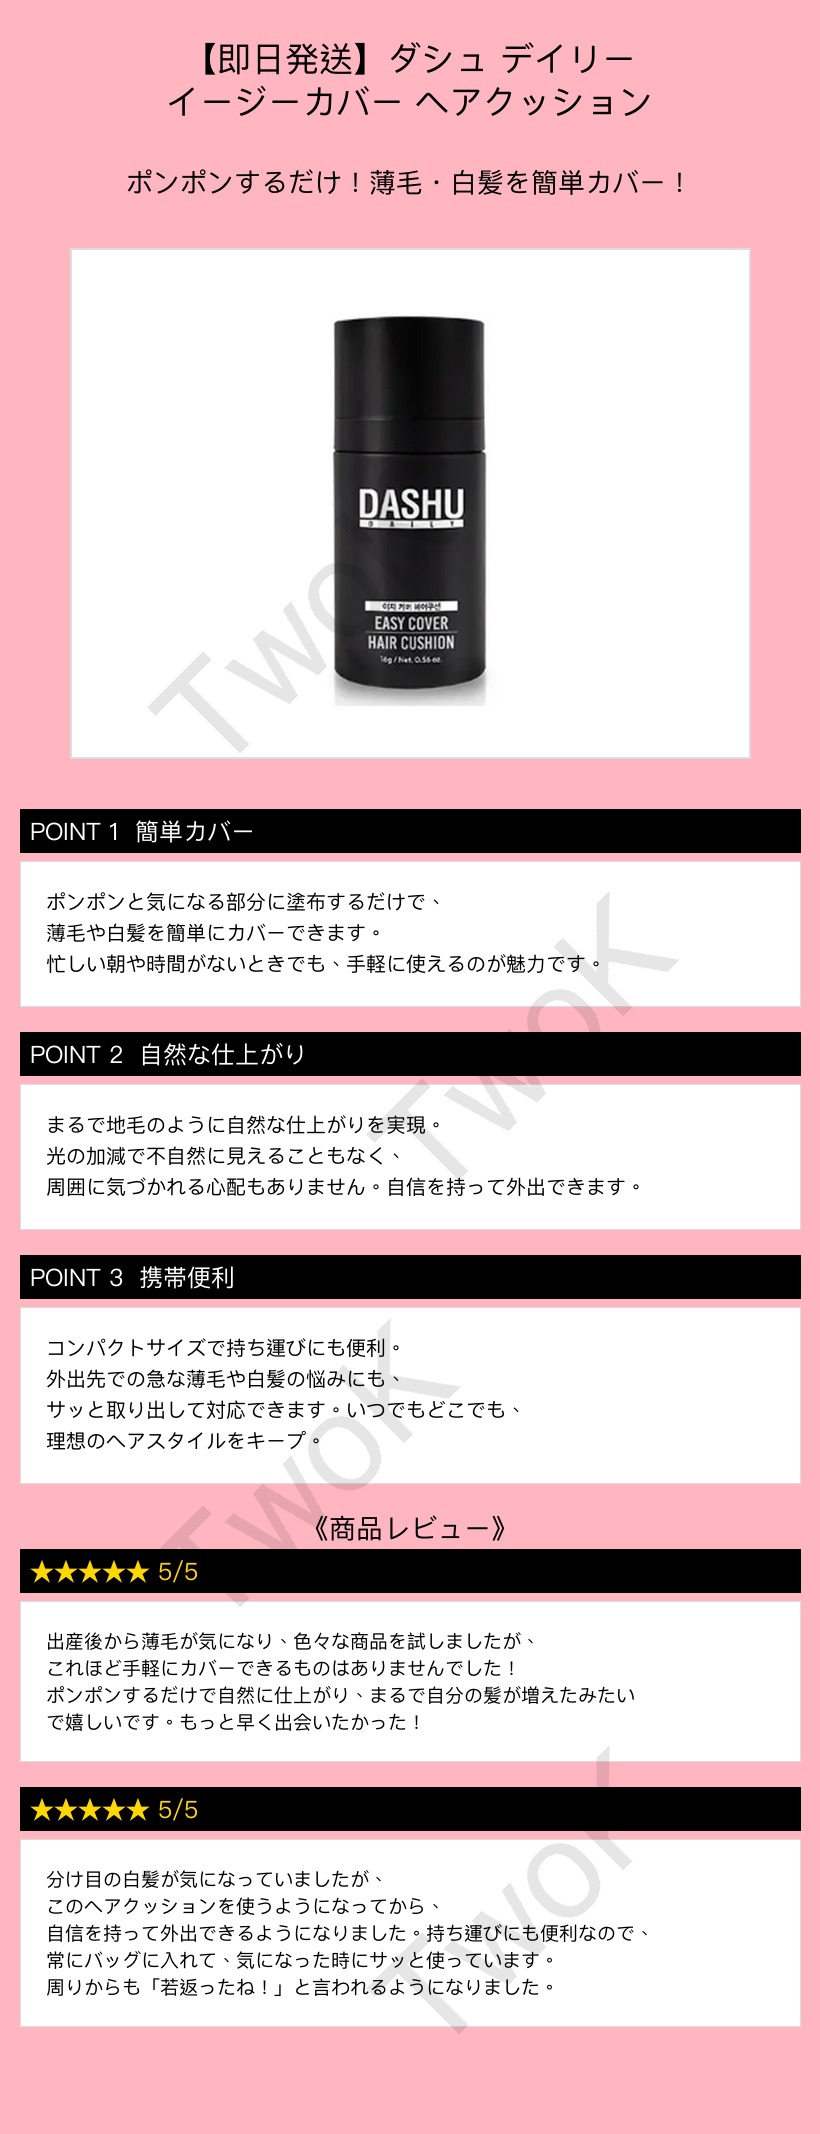 【即日発送】ダシュ デイリー
イージーカバー ヘアクッション
ポンポンするだけ！薄毛・白髪を簡単カバー！
DASHU
DAILY
이지 커버 헤어쿠션
EASY COVER
HAIR CUSHION
16g / Net. 0.56 oz.
TwoK
POINT 1 簡単カバー
ポンポンと気になる部分に塗布するだけで、
薄毛や白髪を簡単にカバーできます。
忙しい朝や時間がないときでも、手軽に使えるのが魅力です。
TwoK
POINT 2 自然な仕上がり
まるで地毛のように自然な仕上がりを実現。
光の加減で不自然に見えることもなく、
周囲に気づかれる心配もありません。自信を持って外出できます。
POINT 3 携帯便利
コンパクトサイズで持ち運びにも便利。
外出先での急な薄毛や白髪の悩みにも、
サッと取り出して対応できます。いつでもどこでも、
理想のヘアスタイルをキープ。
TwoK
《商品レビュー》
★★★★★ 5/5
出産後から薄毛が気になり、色々な商品を試しましたが、
これほど手軽にカバーできるものはありませんでした！
ポンポンするだけで自然に仕上がり、まるで自分の髪が増えたみたい
で嬉しいです。もっと早く出会いたかった！
★★★★★ 5/5
分け目の白髪が気になっていましたが、
このヘアクッションを使うようになってから、
自信を持って外出できるようになりました。持ち運びにも便利なので、
常にバッグに入れて、気になった時にサッと使っています。
周りからも「若返ったね！」と言われるようになりました。
TwoK